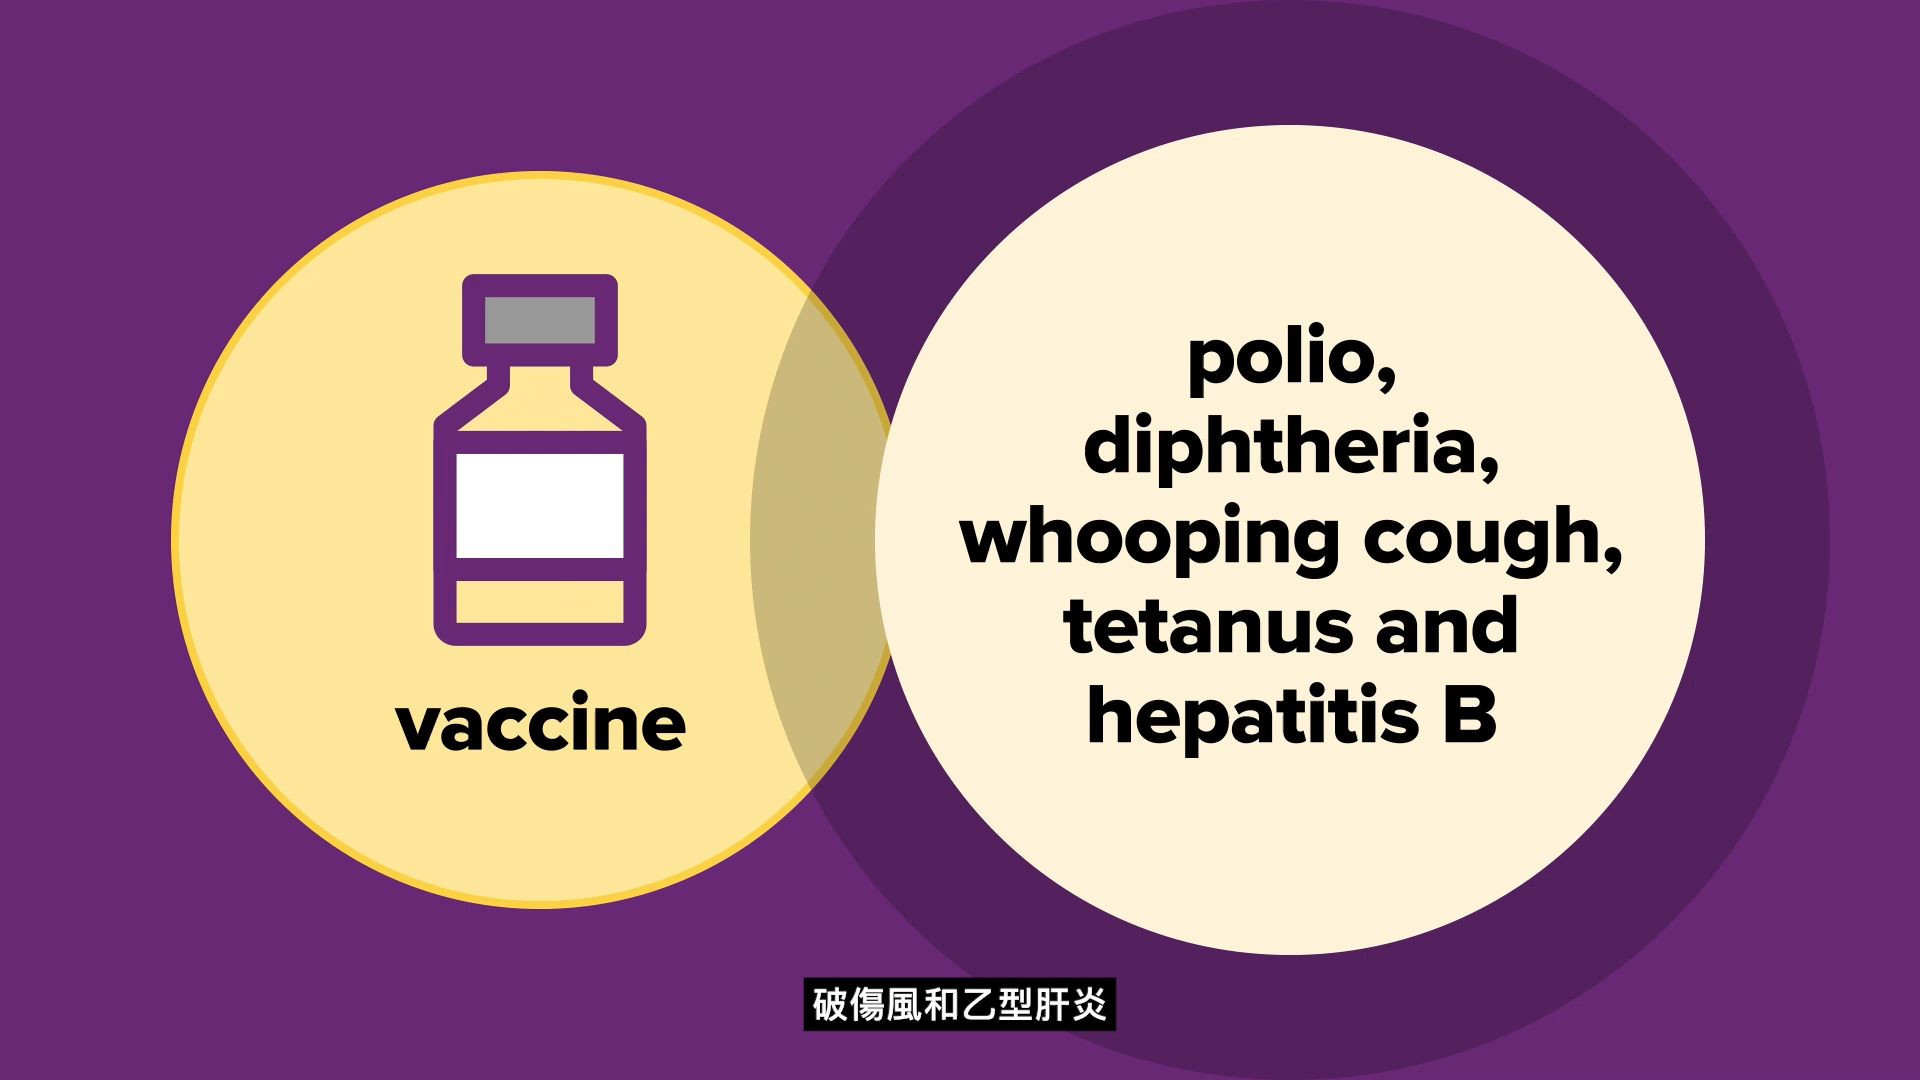 vaccine
polio,
diphtheria,
whooping cough,
tetanus and
hepatitis B
破傷風和乙型肝炎